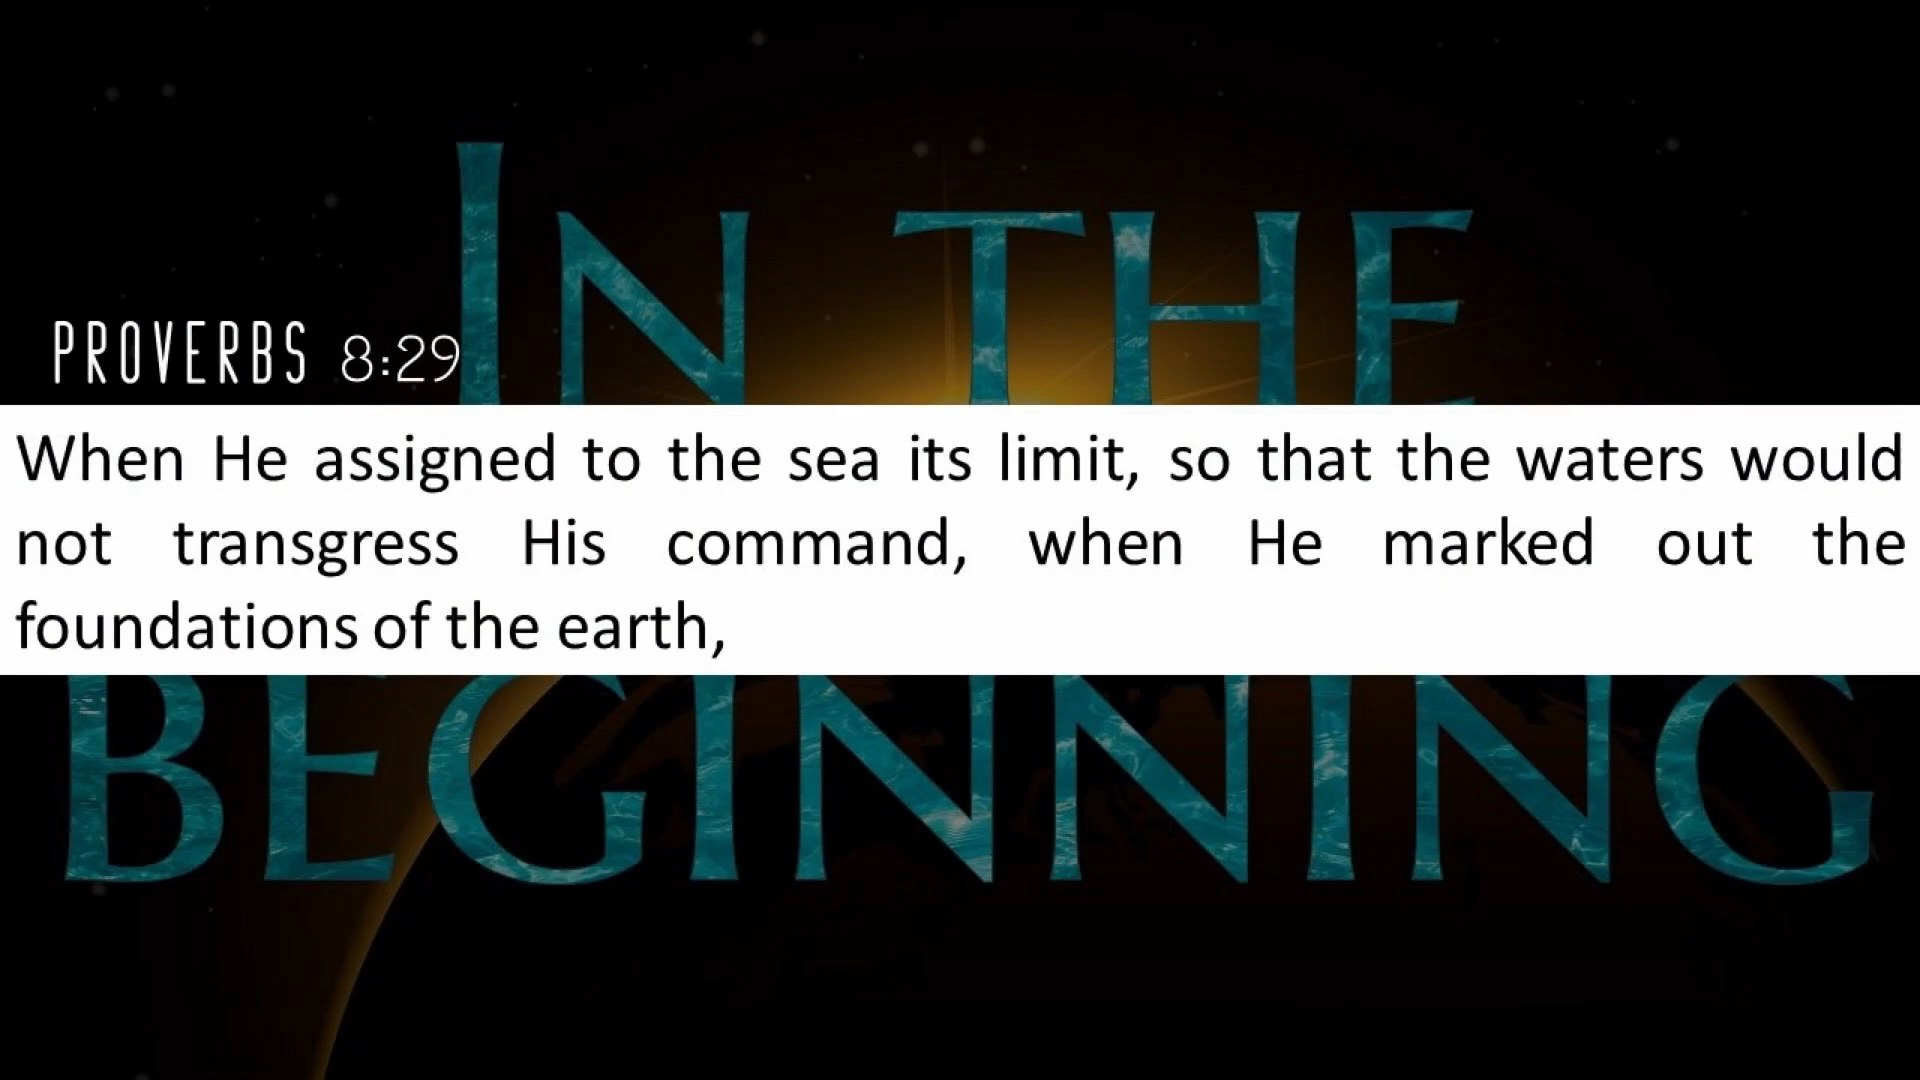 IN THE
PROVERBS 8:29
When He assigned to the sea its limit, so that the waters would
not transgress His command, when He marked out the
foundations of the earth,
BEGINNING